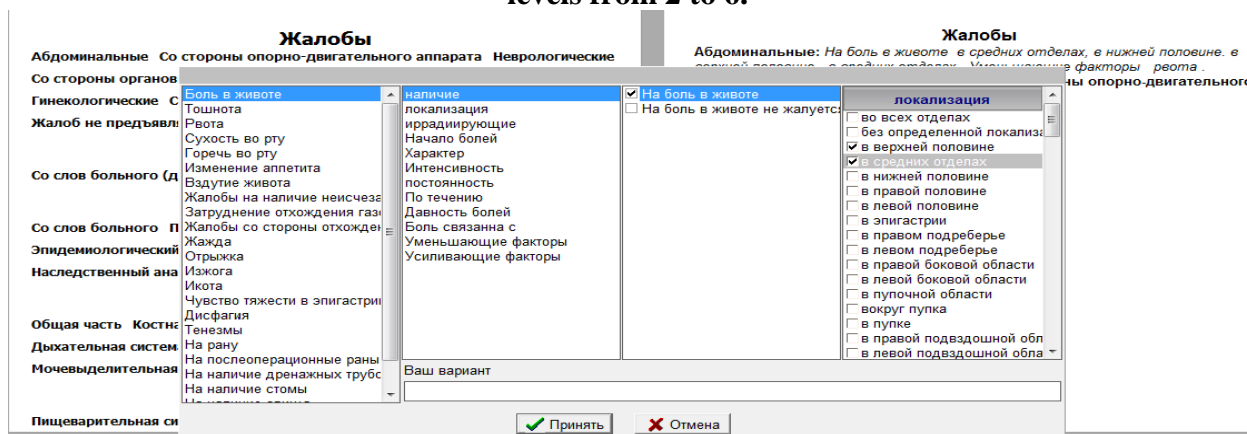 levels from 2 to 6.
Жалобы
Абдоминальные Со стороны опорно-двигательного аппарата Неврологические
Со стороны органов
Гинекологические С
Жалоб не предъявл
Со слов больного (д
Со слов больного П
Эпидемиологический
Наследственный ана
Общая часть Костна
Дыхательная систем
Мочевыделительная
Пищеварительная си
Жалобы
Абдоминальные: На боль в животе в средних отделах, в нижней половине. в
верхней половине в средних отделах Уменьшающие факторы рвота .
ны опорно-двигательног
Боль в животе
Тошнота
Рвота
Сухость во рту
Горечь во рту
Изменение аппетита
Вздутие живота
Жалобы на наличие неисчеза
Затруднение отхождения газ
Жалобы со стороны отхожден
Жажда
Отрыжка
Изжога
Икота
Чувство тяжести в эпигастри
Дисфагия
Тенезмы
На рану
На послеоперационные раны
На наличие дренажных трубо
На наличие стомы
наличие
локализация
иррадиирующие
Начало болей
Характер
Интенсивность
постоянность
По течению
Давность болей
Боль связанна с
Уменьшающие факторы
Усиливающие факторы
На боль в животе
На боль в животе не жалуетс
локализация
во всех отделах
без определенной локализа
в верхней половине
в средних отделах
в нижней половине
в правой половине
в левой половине
в эпигастрии
в правом подреберье
в левом подреберье
в правой боковой области
в левой боковой области
в пупочной области
вокруг пупка
в пупке
в правой подвздошной обл
в левой подвздошной обла
Ваш вариант
Принять
Отмена